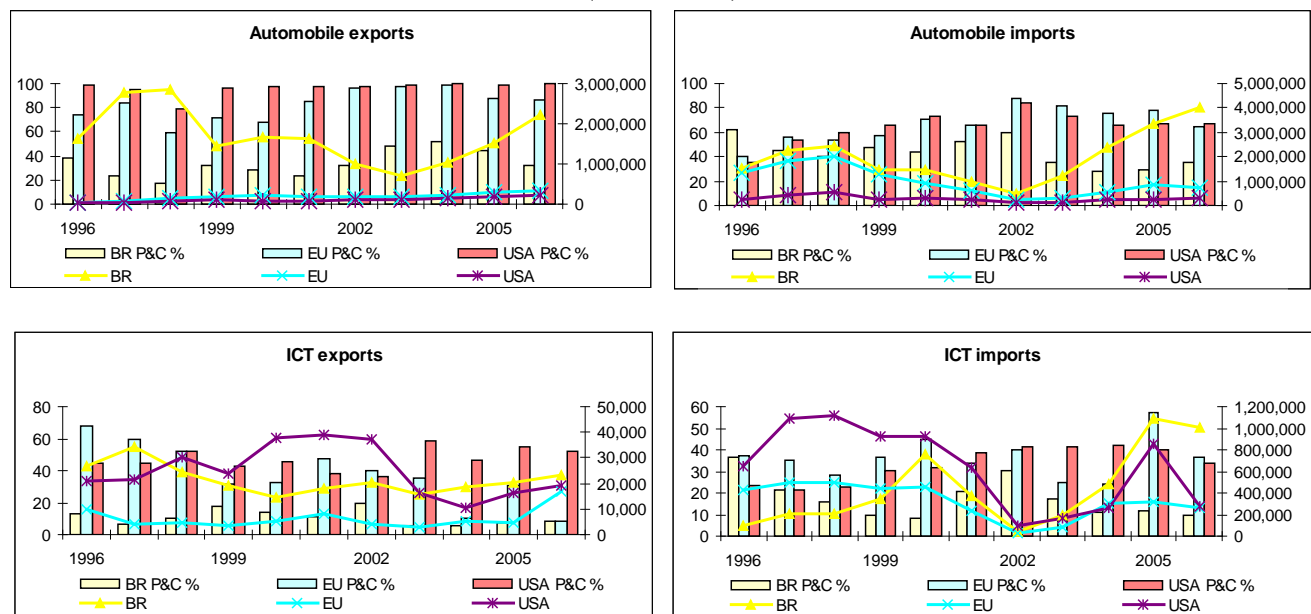 Automobile exports
100
80
60
40
20
0
3,000,000
2,000,000
1,000,000
0
1996 1999 2002 2005
BR P&C % EU P&C % USA P&C %
BR EU USA
Automobile imports
100
80
60
40
20
0
5,000,000
4,000,000
3,000,000
2,000,000
1,000,000
0
1996 1999 2002 2005
BR P&C % EU P&C % USA P&C %
BR EU USA
ICT exports
80
60
40
20
0
50,000
40,000
30,000
20,000
10,000
0
1996 1999 2002 2005
BR P&C % EU P&C % USA P&C %
BR EU USA
ICT imports
60
50
40
30
20
10
0
1,200,000
1,000,000
800,000
600,000
400,000
200,000
0
1996 1999 2002 2005
BR P&C % EU P&C % USA P&C %
BR EU USA